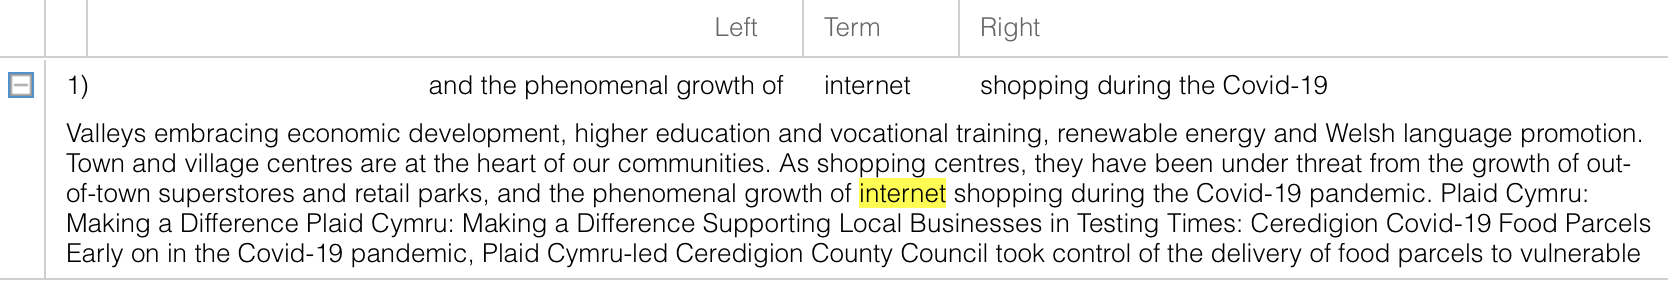 Left Term Right
1) and the phenomenal growth of internet shopping during the Covid-19
Valleys embracing economic development, higher education and vocational training, renewable energy and Welsh language promotion.
Town and village centres are at the heart of our communities. As shopping centres, they have been under threat from the growth of out-
of-town superstores and retail parks, and the phenomenal growth of internet shopping during the Covid-19 pandemic. Plaid Cymru:
Making a Difference Plaid Cymru: Making a Difference Supporting Local Businesses in Testing Times: Ceredigion Covid-19 Food Parcels
Early on in the Covid-19 pandemic, Plaid Cymru-led Ceredigion County Council took control of the delivery of food parcels to vulnerable